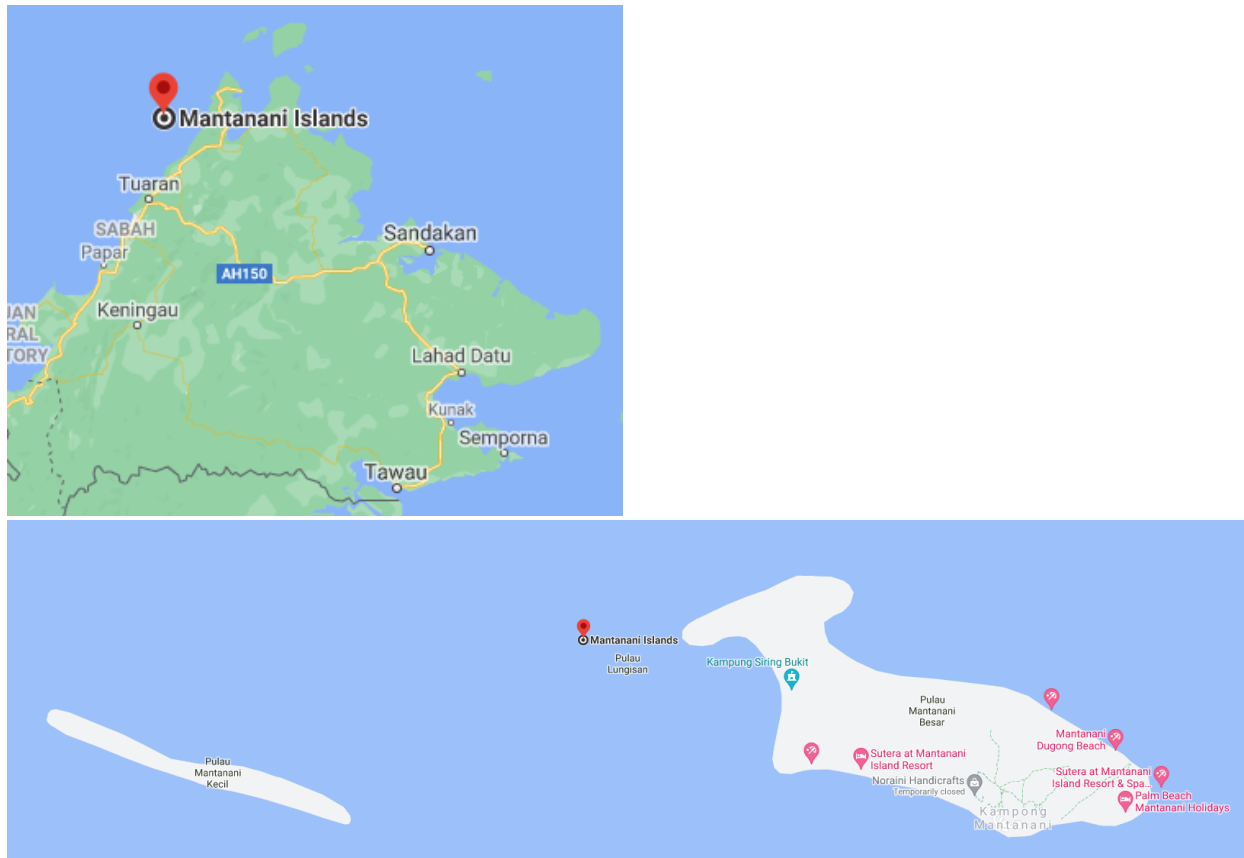 Mantanani Islands
Tuaran
SABAH
Papar
Sandakan
AH150
Keningau
UAN
RAL
TORY
Lahad Datu
Kunak
Semporna
Tawau
Mantanani Islands
Pulau
Lungisan
Kampung Siring Bukit
Pulau
Mantanani
Besar
Mantanani
Dugong Beach
Sutera at Mantanani
Island Resort
Pulau
Mantanani
Kecil
Noraini Handicrafts
Temporarily closed
Sutera at Mantanani
Island Resort & Spa...
Palm Beach
Mantanani Holidays
Kampong
Mantanani